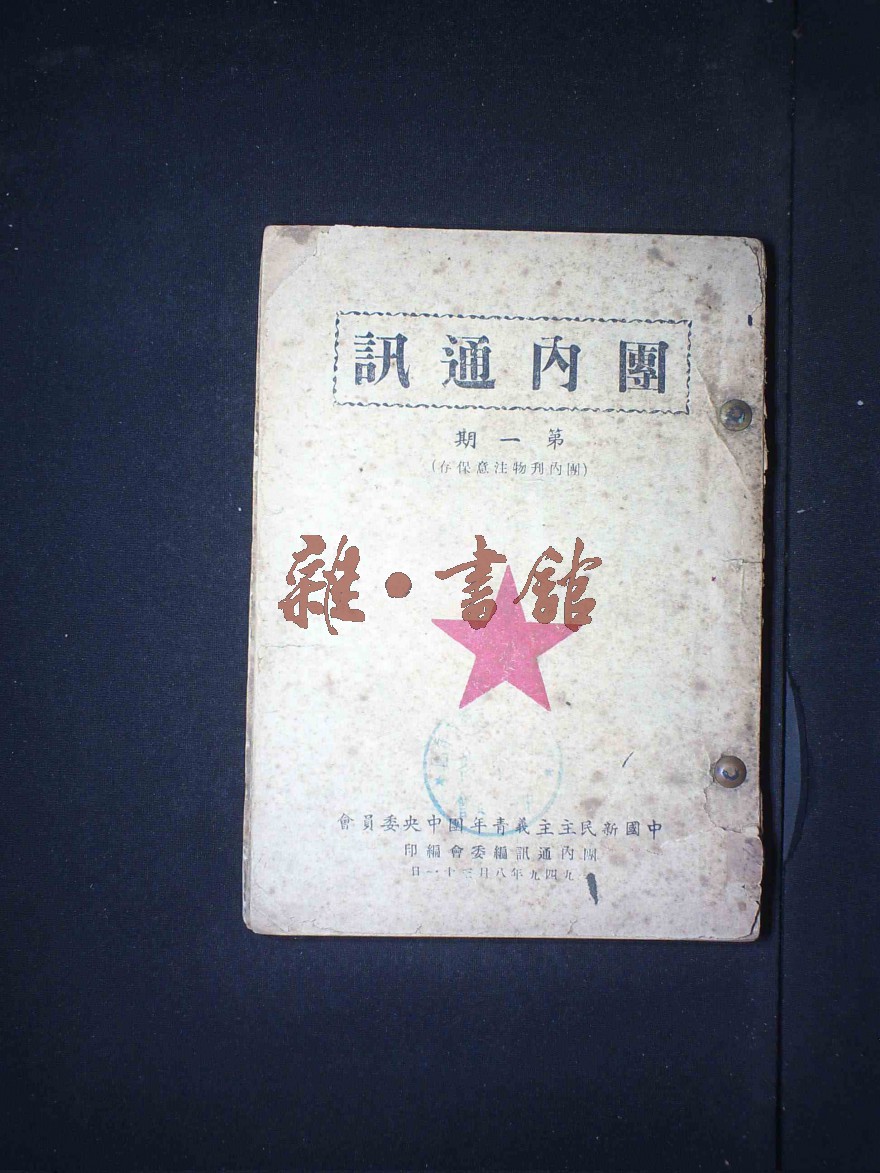 團內通訊
第一期
(團內刋物注意保存)
雜·書館
中國新民主主義青年團中央委員會
團內通訊編委會編印
一九四九年八月三十一日